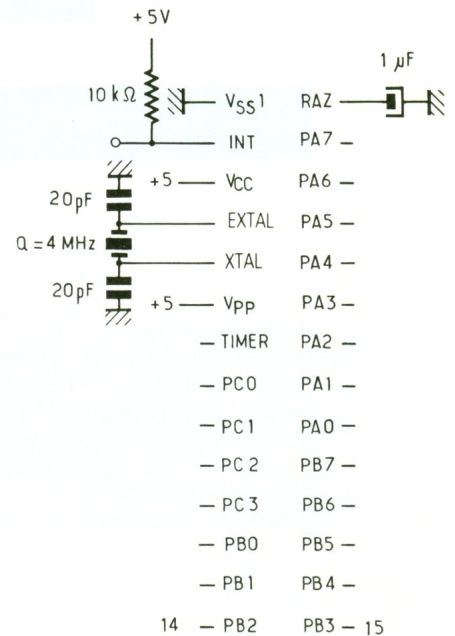 +5V
1 µF
10 kΩ
VSS1 RAZ
INT PA7
+5 VCC PA6
20pF
EXTAL PA5
Q = 4 MHz
XTAL PA4
20pF
+5 VPP PA3
TIMER PA2
PC0 PA1
PC1 PA0
PC2 PB7
PC3 PB6
PB0 PB5
PB1 PB4
14 PB2 PB3 15